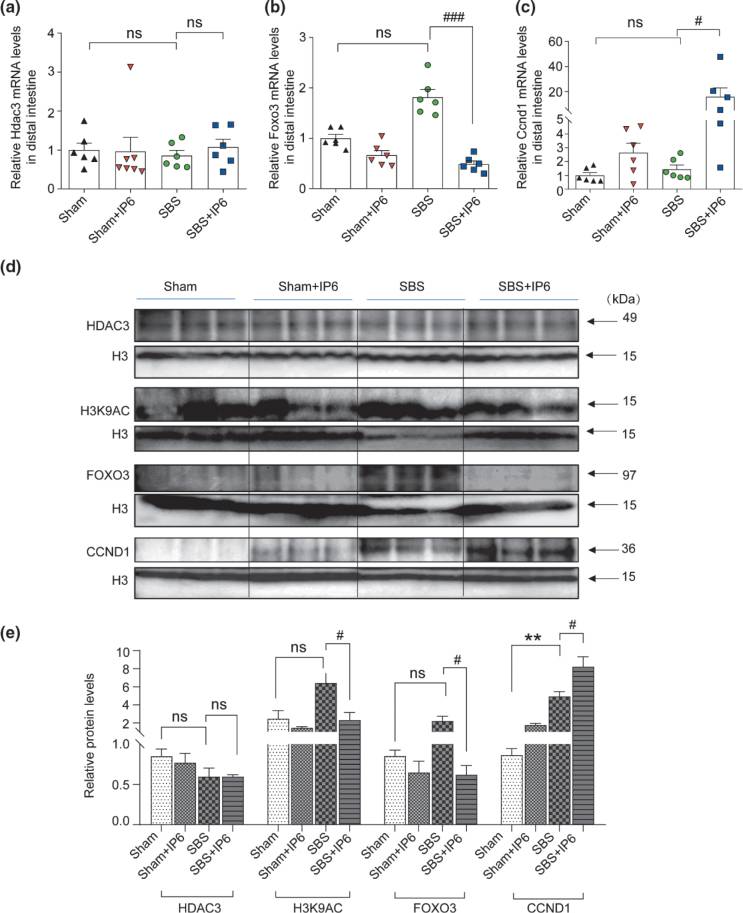 (a)
Relative Hdac3 mRNA levels
in distal intestine
5
4
3
2
1
0
ns
ns
Sham
Sham+IP6
SBS
SBS+IP6
(b)
Relative Foxo3 mRNA levels
in distal intestine
4
3
2
1
0
ns
###
Sham
Sham+IP6
SBS
SBS+IP6
(c)
Relative Ccnd1 mRNA levels
in distal intestine
60
40
20
5
6
4
2
1
0
ns
#
Sham
Sham+IP6
SBS
SBS+IP6
(d)
Sham
Sham+IP6
SBS
SBS+IP6
(kDa)
HDAC3
49
H3
15
H3K9AC
15
H3
15
FOXO3
97
H3
15
CCND1
36
H3
15
(e)
Relative protein levels
10
8
6
4
2
1.0
0.5
0.0
ns
ns
ns
#
ns
#
**
#
Sham
Sham+IP6
SBS
SBS+IP6
Sham
Sham+IP6
SBS
SBS+IP6
Sham
Sham+IP6
SBS
SBS+IP6
Sham
Sham+IP6
SBS
SBS+IP6
HDAC3
H3K9AC
FOXO3
CCND1